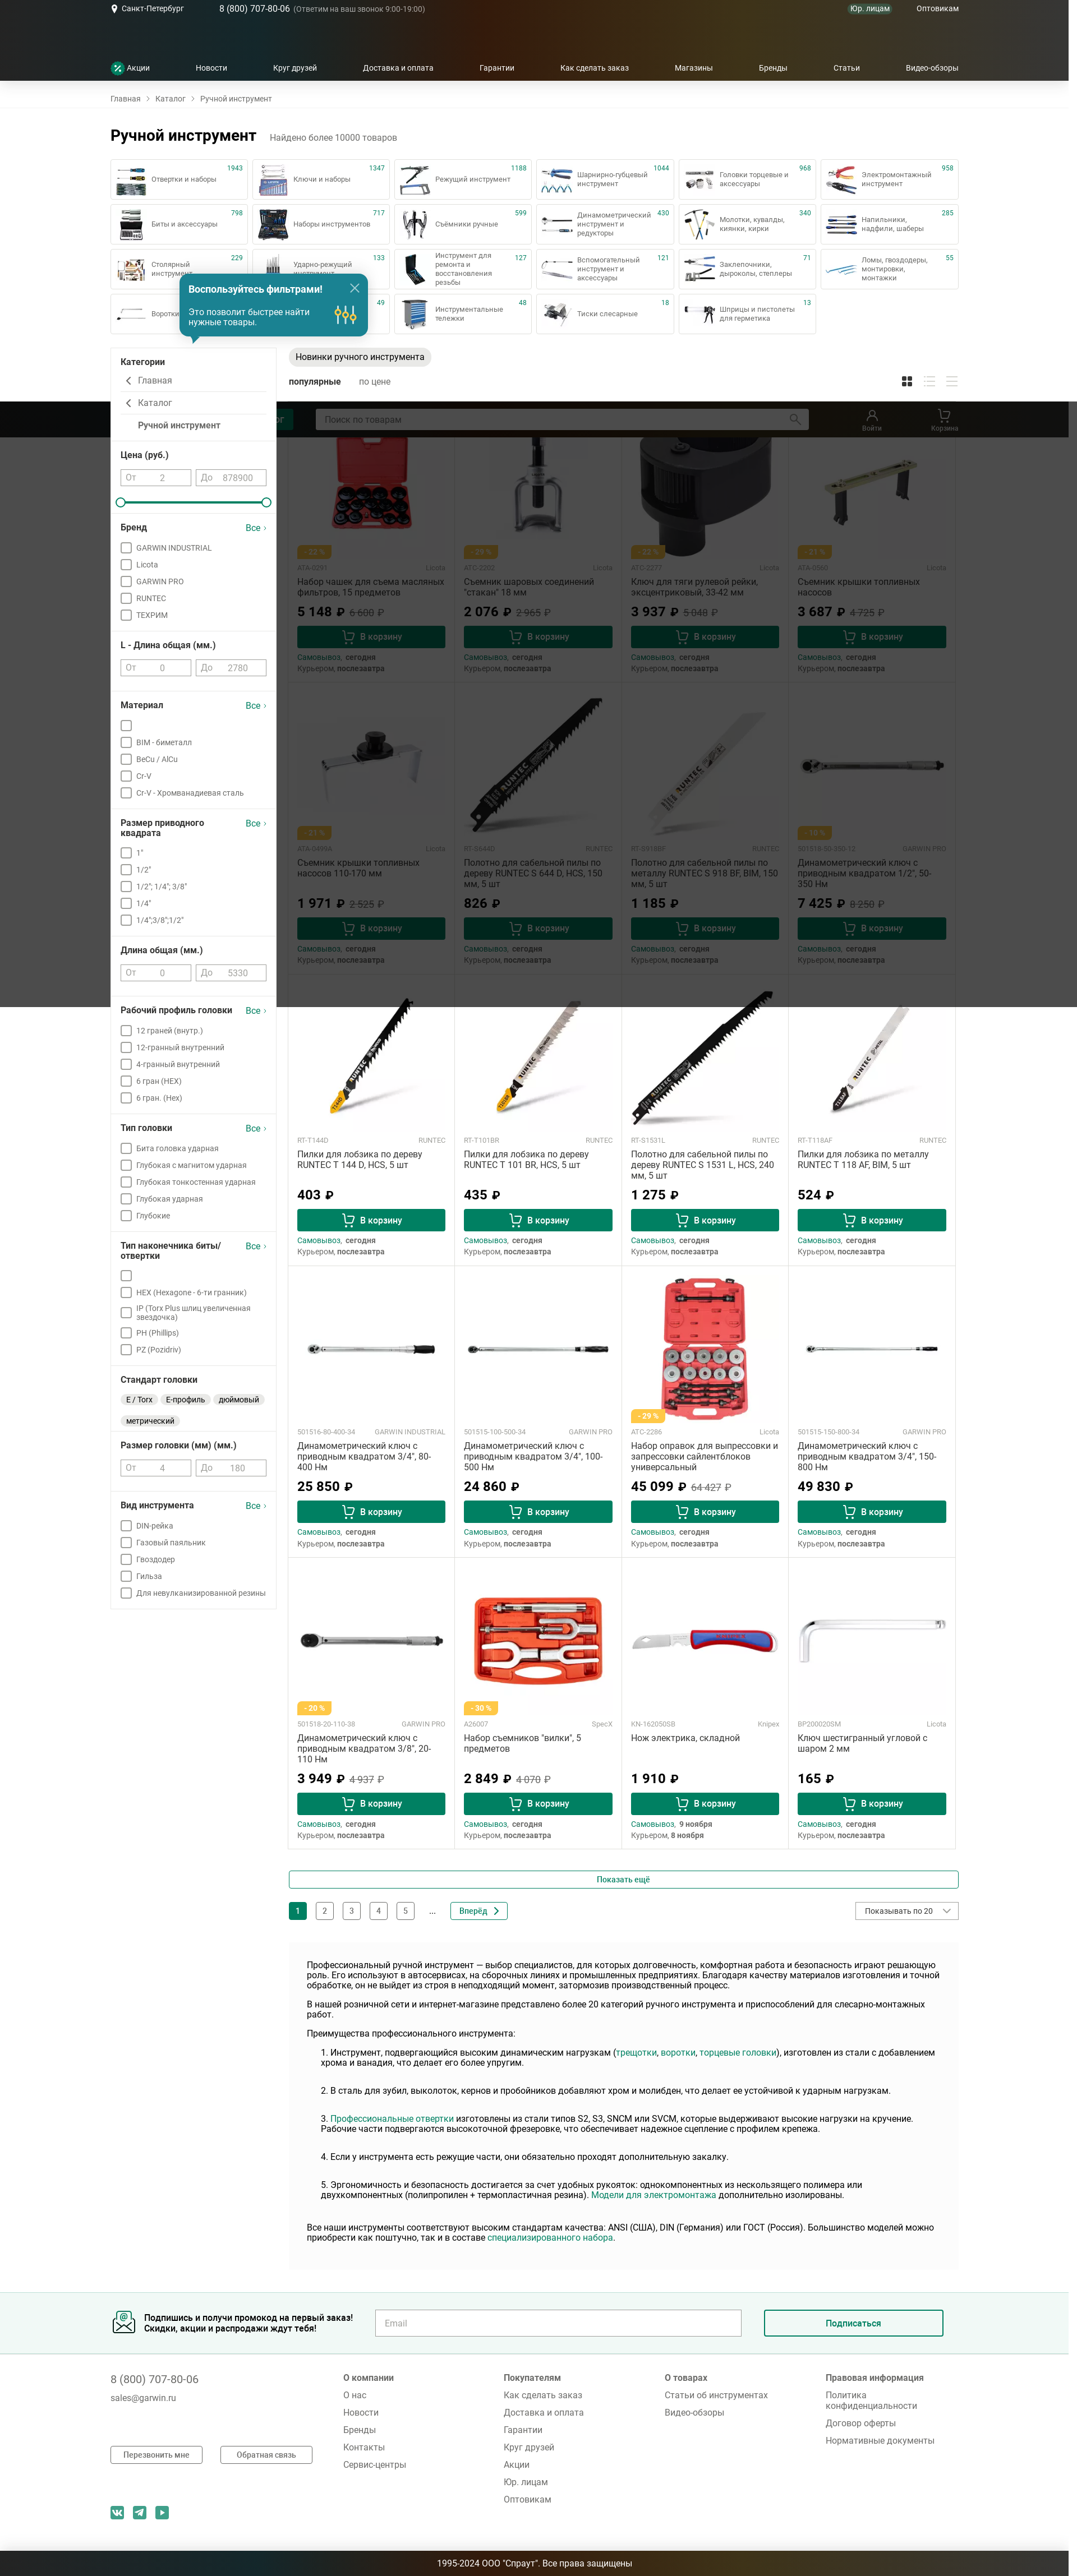 Санкт-Петербург
8 (800) 707-80-06 (Ответим на ваш звонок 9:00-19:00)
Юр. лицам
Оптовикам
Акции
Новости
Круг друзей
Доставка и оплата
Гарантии
Как сделать заказ
Магазины
Бренды
Статьи
Видео-обзоры
Главная > Каталог > Ручной инструмент
Ручной инструмент
Найдено более 10000 товаров
Отвертки и наборы 1943
Ключи и наборы 1347
Режущий инструмент 1188
Шарнирно-губцевый инструмент 1044
Головки торцевые и аксессуары 968
Электромонтажный инструмент 958
Биты и аксессуары 798
Наборы инструментов 717
Съёмники ручные 599
Динамометрический инструмент и редукторы 430
Молотки, кувалды, киянки, кирки 340
Напильники, надфили, шаберы 285
Столярный инструмент 229
Ударно-режущий инструмент 133
Инструмент для ремонта и восстановления резьбы 127
Вспомогательный инструмент и аксессуары 121
Заклепочники, дыроколы, степлеры 71
Ломы, гвоздодеры, монтировки, монтажки 55
Воротки
49
Инструментальные тележки 48
Тиски слесарные 18
Шприцы и пистолеты для герметика 13
Воспользуйтесь фильтрами!
Это позволит быстрее найти нужные товары.
Категории
Главная
Каталог
Ручной инструмент
Цена (руб.)
От 2 До 878900
Бренд Все
GARWIN INDUSTRIAL
Licota
GARWIN PRO
RUNTEC
ТЕХРИМ
L - Длина общая (мм.)
От 0 До 2780
Материал Все
BIM - биметалл
BeCu / AlCu
Cr-V
Cr-V - Хромванадиевая сталь
Размер приводного квадрата Все
1"
1/2"
1/2"; 1/4"; 3/8"
1/4"
1/4";3/8";1/2"
Длина общая (мм.)
От 0 До 5330
Рабочий профиль головки Все
12 граней (внутр.)
12-гранный внутренний
4-гранный внутренний
6 гран (HEX)
6 гран. (Hex)
Тип головки Все
Бита головка ударная
Глубокая с магнитом ударная
Глубокая тонкостенная ударная
Глубокая ударная
Глубокие
Тип наконечника биты/отвертки Все
HEX (Hexagone - 6-ти гранник)
IP (Torx Plus шлиц увеличенная звездочка)
PH (Phillips)
PZ (Pozidriv)
Стандарт головки
E / Torx
Е-профиль
дюймовый
метрический
Размер головки (мм) (мм.)
От 4 До 180
Вид инструмента Все
DIN-рейка
Газовый паяльник
Гвоздодер
Гильза
Для невулканизированной резины
Новинки ручного инструмента
популярные
по цене
Поиск по товарам
Войти
Корзина
- 22 %
ATA-0291 Licota
Набор чашек для съема масляных фильтров, 15 предметов
5 148 ₽ 6 600 ₽
В корзину
Самовывоз, сегодня
Курьером, послезавтра
- 29 %
ATC-2202 Licota
Съемник шаровых соединений "стакан" 18 мм
2 076 ₽ 2 965 ₽
В корзину
Самовывоз, сегодня
Курьером, послезавтра
- 22 %
ATC-2277 Licota
Ключ для тяги рулевой рейки, эксцентриковый, 33-42 мм
3 937 ₽ 5 048 ₽
В корзину
Самовывоз, сегодня
Курьером, послезавтра
- 21 %
Licota
Съемник крышки топливных насосов
3 687 ₽ 4 725 ₽
В корзину
Самовывоз, сегодня
Курьером, послезавтра
- 21 %
Licota
Съемник крышки топливных насосов 110-170 мм
1 971 ₽ 2 525 ₽
В корзину
Самовывоз, сегодня
Курьером, послезавтра
RT-S644D RUNTEC
Полотно для сабельной пилы по дереву RUNTEC S 644 D, HCS, 150 мм, 5 шт
826 ₽
В корзину
Самовывоз, сегодня
Курьером, послезавтра
RT-S918BF RUNTEC
Полотно для сабельной пилы по металлу RUNTEC S 918 BF, BIM, 150 мм, 5 шт
1 185 ₽
В корзину
Самовывоз, сегодня
Курьером, послезавтра
- 10 %
501518-50-350-12 GARWIN PRO
Динамометрический ключ с приводным квадратом 1/2", 50-350 Нм
7 425 ₽ 8 250 ₽
В корзину
Самовывоз, сегодня
Курьером, послезавтра
RT-T144D RUNTEC
Пилки для лобзика по дереву RUNTEC T 144 D, HCS, 5 шт
403 ₽
В корзину
Самовывоз, сегодня
Курьером, послезавтра
RT-T101BR RUNTEC
Пилки для лобзика по дереву RUNTEC T 101 BR, HCS, 5 шт
435 ₽
В корзину
Самовывоз, сегодня
Курьером, послезавтра
RT-S1531L RUNTEC
Полотно для сабельной пилы по дереву RUNTEC S 1531 L, HCS, 240 мм, 5 шт
1 275 ₽
В корзину
Самовывоз, сегодня
Курьером, послезавтра
RT-T118AF RUNTEC
Пилки для лобзика по металлу RUNTEC T 118 AF, BIM, 5 шт
524 ₽
В корзину
Самовывоз, сегодня
Курьером, послезавтра
501516-80-400-34 GARWIN INDUSTRIAL
Динамометрический ключ с приводным квадратом 3/4", 80-400 Нм
25 850 ₽
В корзину
Самовывоз, сегодня
Курьером, послезавтра
501515-100-500-34 GARWIN PRO
Динамометрический ключ с приводным квадратом 3/4", 100-500 Нм
24 860 ₽
В корзину
Самовывоз, сегодня
Курьером, послезавтра
- 29 %
ATC-2286 Licota
Набор оправок для выпрессовки и запрессовки сайлентблоков универсальный
45 099 ₽ 64 427 ₽
В корзину
Самовывоз, сегодня
Курьером, послезавтра
501515-150-800-34 GARWIN PRO
Динамометрический ключ с приводным квадратом 3/4", 150-800 Нм
49 830 ₽
В корзину
Самовывоз, сегодня
Курьером, послезавтра
- 20 %
501518-20-110-38 GARWIN PRO
Динамометрический ключ с приводным квадратом 3/8", 20-110 Нм
3 949 ₽ 4 937 ₽
В корзину
Самовывоз, сегодня
Курьером, послезавтра
- 30 %
A26007 SpecX
Набор съемников "вилки", 5 предметов
2 849 ₽ 4 070 ₽
В корзину
Самовывоз, сегодня
Курьером, послезавтра
KN-162050SB Knipex
Нож электрика, складной
1 910 ₽
В корзину
Самовывоз, 9 ноября
Курьером, 8 ноября
BP200020SM Licota
Ключ шестигранный угловой с шаром 2 мм
165 ₽
В корзину
Самовывоз, сегодня
Курьером, послезавтра
Показать ещё
1 2 3 4 5 ... Вперёд
Показывать по 20
Профессиональный ручной инструмент — выбор специалистов, для которых долговечность, комфортная работа и безопасность играют решающую роль. Его используют в автосервисах, на сборочных линиях и промышленных предприятиях. Благодаря качеству материалов изготовления и точной обработке, он не выйдет из строя в неподходящий момент, затормозив производственный процесс.
В нашей розничной сети и интернет-магазине представлено более 20 категорий ручного инструмента и приспособлений для слесарно-монтажных работ.
Преимущества профессионального инструмента:
1. Инструмент, подвергающийся высоким динамическим нагрузкам (трещотки, воротки, торцевые головки), изготовлен из стали с добавлением хрома и ванадия, что делает его более упругим.
2. В сталь для зубил, выколоток, кернов и пробойников добавляют хром и молибден, что делает ее устойчивой к ударным нагрузкам.
3. Профессиональные отвертки изготовлены из стали типов S2, S3, SNCM или SVCM, которые выдерживают высокие нагрузки на кручение. Рабочие части подвергаются высокоточной фрезеровке, что обеспечивает надежное сцепление с профилем крепежа.
4. Если у инструмента есть режущие части, они обязательно проходят дополнительную закалку.
5. Эргономичность и безопасность достигается за счет удобных рукояток: однокомпонентных из нескользящего полимера или двухкомпонентных (полипропилен + термопластичная резина). Модели для электромонтажа дополнительно изолированы.
Все наши инструменты соответствуют высоким стандартам качества: ANSI (США), DIN (Германия) или ГОСТ (Россия). Большинство моделей можно приобрести как поштучно, так и в составе специализированного набора.
Подпишись и получи промокод на первый заказ!
Скидки, акции и распродажи ждут тебя!
Email
Подписаться
8 (800) 707-80-06
sales@garwin.ru
Перезвонить мне
Обратная связь
О компании
О нас
Новости
Бренды
Контакты
Сервис-центры
Покупателям
Как сделать заказ
Доставка и оплата
Гарантии
Круг друзей
Акции
Юр. лицам
Оптовикам
О товарах
Статьи об инструментах
Видео-обзоры
Правовая информация
Политика конфиденциальности
Договор оферты
Нормативные документы
1995-2024 ООО "Спраут". Все права защищены